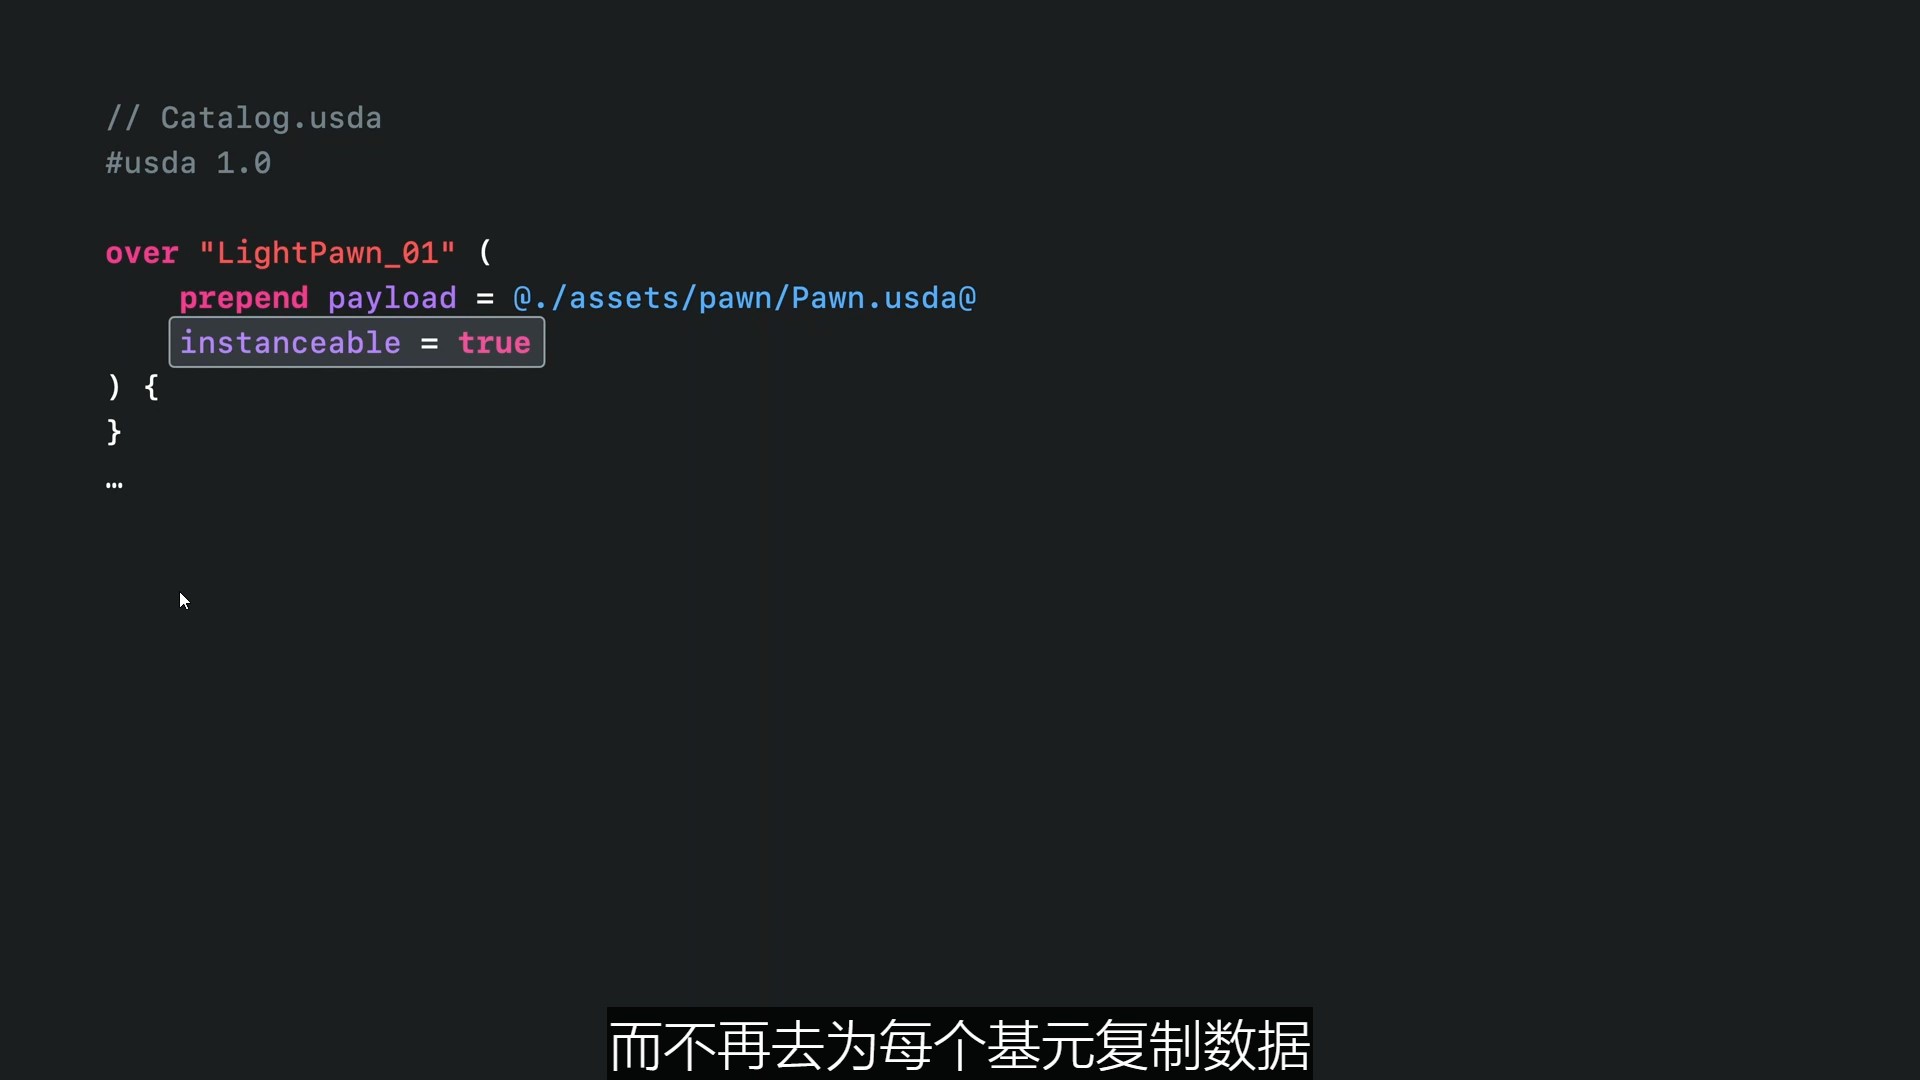 // Catalog.usda
#usda 1.0
over "LightPawn_01" (
prepend payload = @./assets/pawn/Pawn.usda@
instanceable = true
) {
}
…
而不再去为每个基元复制数据